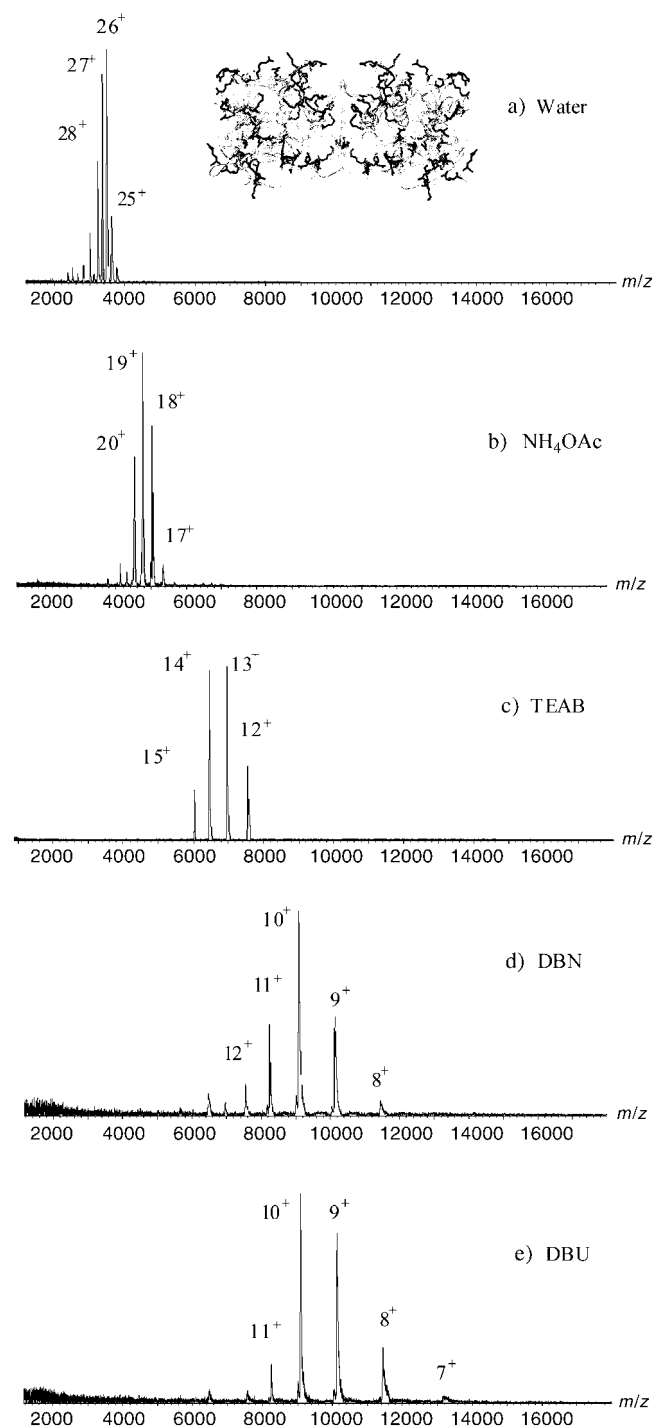 26+
27+
28+
25+
a) Water
2000 4000 6000 8000 10000 12000 14000 16000 m/z
19+
18+
20+
17+
b) NH₄OAc
2000 4000 6000 8000 10000 12000 14000 16000 m/z
14+ 13+
15+
12+
c) TEAB
2000 4000 6000 8000 10000 12000 14000 16000 m/z
10+
11+
9+
12+
8+
d) DBN
2000 4000 6000 8000 10000 12000 14000 16000 m/z
10+ 9+
11+
8+
7+
e) DBU
2000 4000 6000 8000 10000 12000 14000 16000 m/z